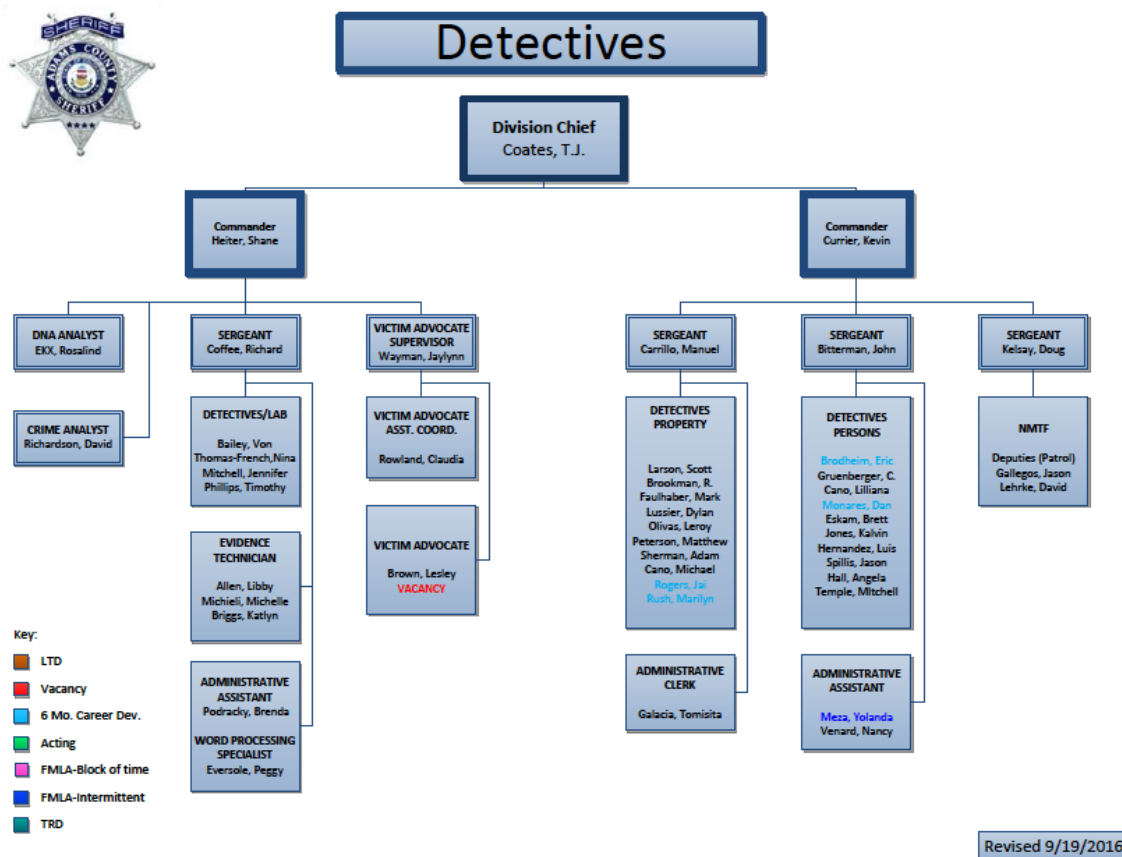 SHERIFF
ADAMS COUNTY
SHERIFF
Detectives
Division Chief
Coates, T.J.
Commander
Heiter, Shane
Commander
Currier, Kevin
DNA ANALYST
EKX, Rosalind
SERGEANT
Coffee, Richard
VICTIM ADVOCATE
SUPERVISOR
Wayman, Jaylynn
SERGEANT
Carrillo, Manuel
SERGEANT
Bitterman, John
SERGEANT
Kelsay, Doug
CRIME ANALYST
Richardson, David
DETECTIVES/LAB
Bailey, Von
Thomas-French,Nina
Mitchell, Jennifer
Phillips, Timothy
VICTIM ADVOCATE
ASST. COORD.
Rowland, Claudia
DETECTIVES
PROPERTY
Larson, Scott
Brookman, R.
Faulhaber, Mark
Lussier, Dylan
Olivas, Leroy
Peterson, Matthew
Sherman, Adam
Cano, Michael
Rogers, Jai
Rush, Marilyn
DETECTIVES
PERSONS
Brodheim, Eric
Gruenberger, C.
Cano, Lilliana
Monares, Dan
Eskam, Brett
Jones, Kalvin
Hernandez, Luis
Spillis, Jason
Hall, Angela
Temple, MItchell
NMTF
Deputies (Patrol)
Gallegos, Jason
Lehrke, David
EVIDENCE
TECHNICIAN
Allen, Libby
Michieli, Michelle
Briggs, Katlyn
VICTIM ADVOCATE
Brown, Lesley
VACANCY
ADMINISTRATIVE
ASSISTANT
Podracky, Brenda
WORD PROCESSING
SPECIALIST
Eversole, Peggy
ADMINISTRATIVE
CLERK
Galacia, Tomisita
ADMINISTRATIVE
ASSISTANT
Meza, Yolanda
Venard, Nancy
Key:
LTD
Vacancy
6 Mo. Career Dev.
Acting
FMLA-Block of time
FMLA-Intermittent
TRD
Revised 9/19/2016